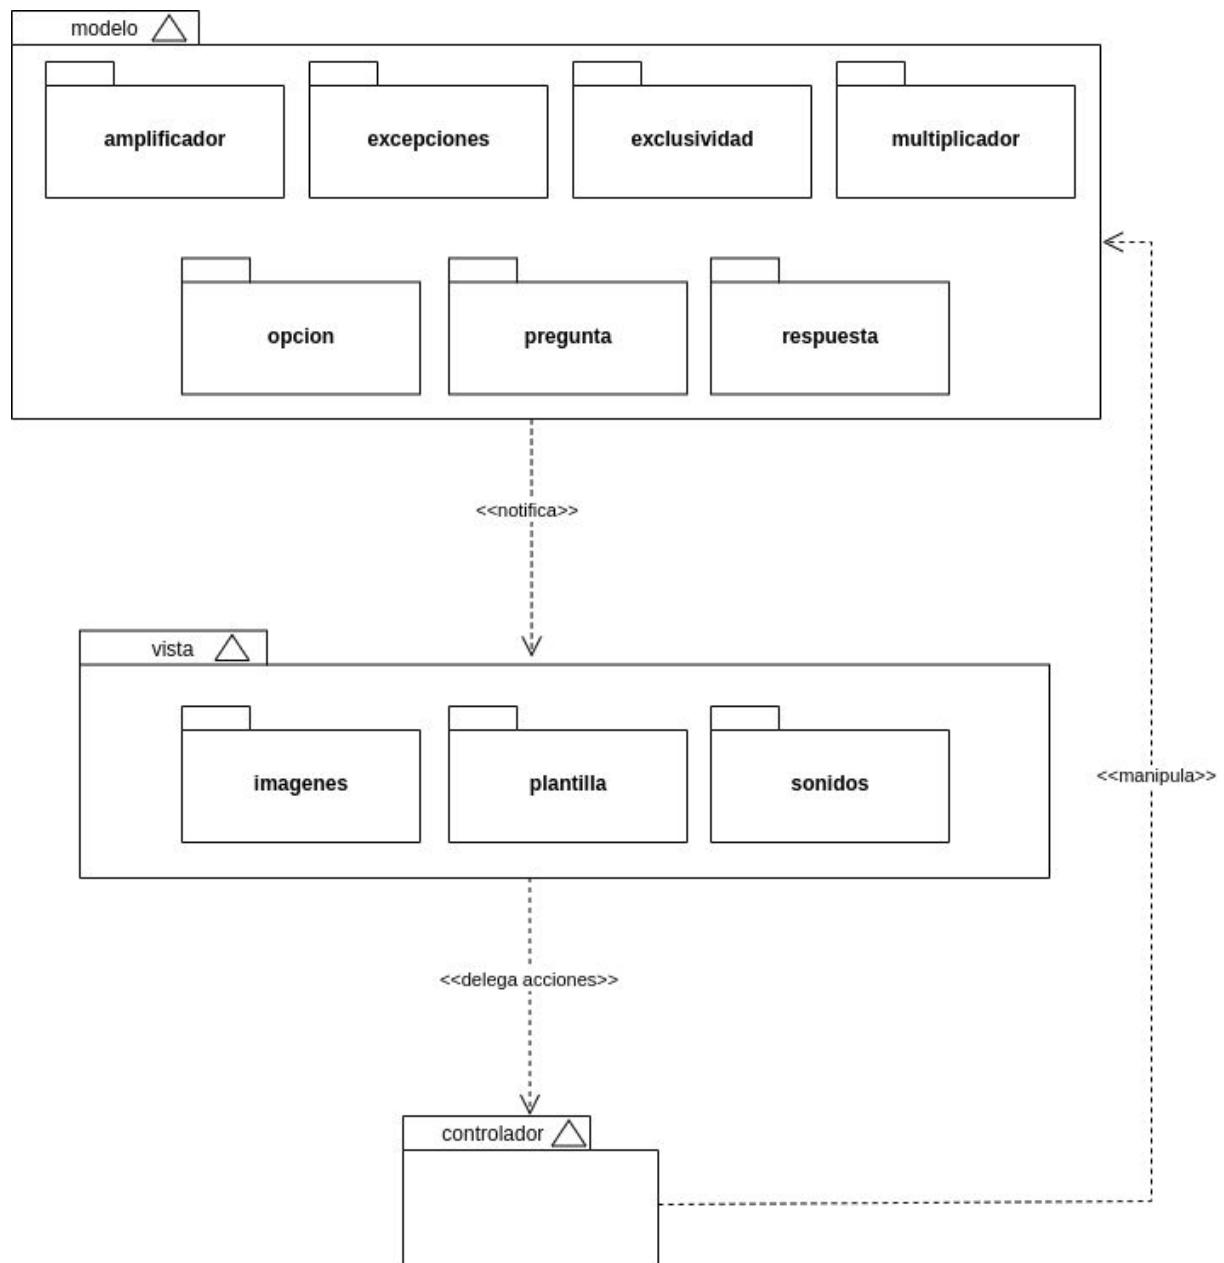 modelo
amplificador
excepciones
exclusividad
multiplicador
opcion
pregunta
respuesta
<<notifica>>
vista
imagenes
plantilla
sonidos
<<manipula>>
<<delega acciones>>
controlador